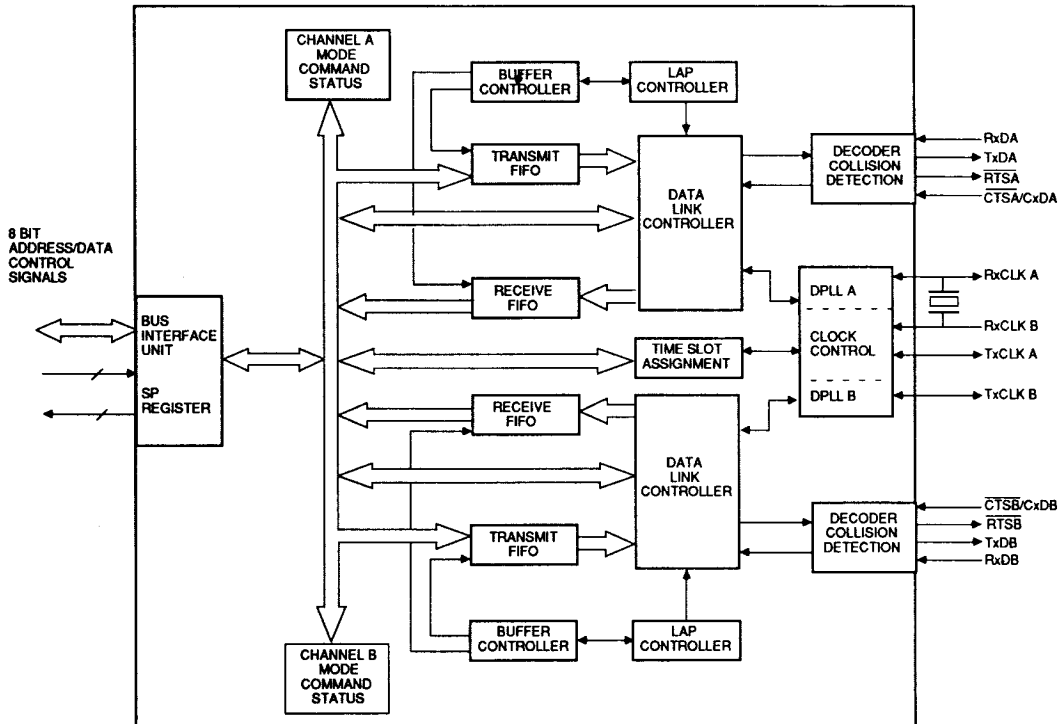 CHANNEL A
MODE
COMMAND
STATUS
BUFFER
CONTROLLER
LAP
CONTROLLER
TRANSMIT
FIFO
DATA
LINK
CONTROLLER
DECODER
COLLISION
DETECTION
RxDA
TxDA
RTSA
CTSA/CxDA
8 BIT
ADDRESS/DATA
CONTROL
SIGNALS
RECEIVE
FIFO
DPLL A
CLOCK
CONTROL
DPLL B
RxCLK A
RxCLK B
TxCLK A
TxCLK B
BUS
INTERFACE
UNIT
SP
REGISTER
TIME SLOT
ASSIGNMENT
RECEIVE
FIFO
DATA
LINK
CONTROLLER
TRANSMIT
FIFO
DECODER
COLLISION
DETECTION
CTSB/CxDB
RTSB
TxDB
RxDB
BUFFER
CONTROLLER
LAP
CONTROLLER
CHANNEL B
MODE
COMMAND
STATUS